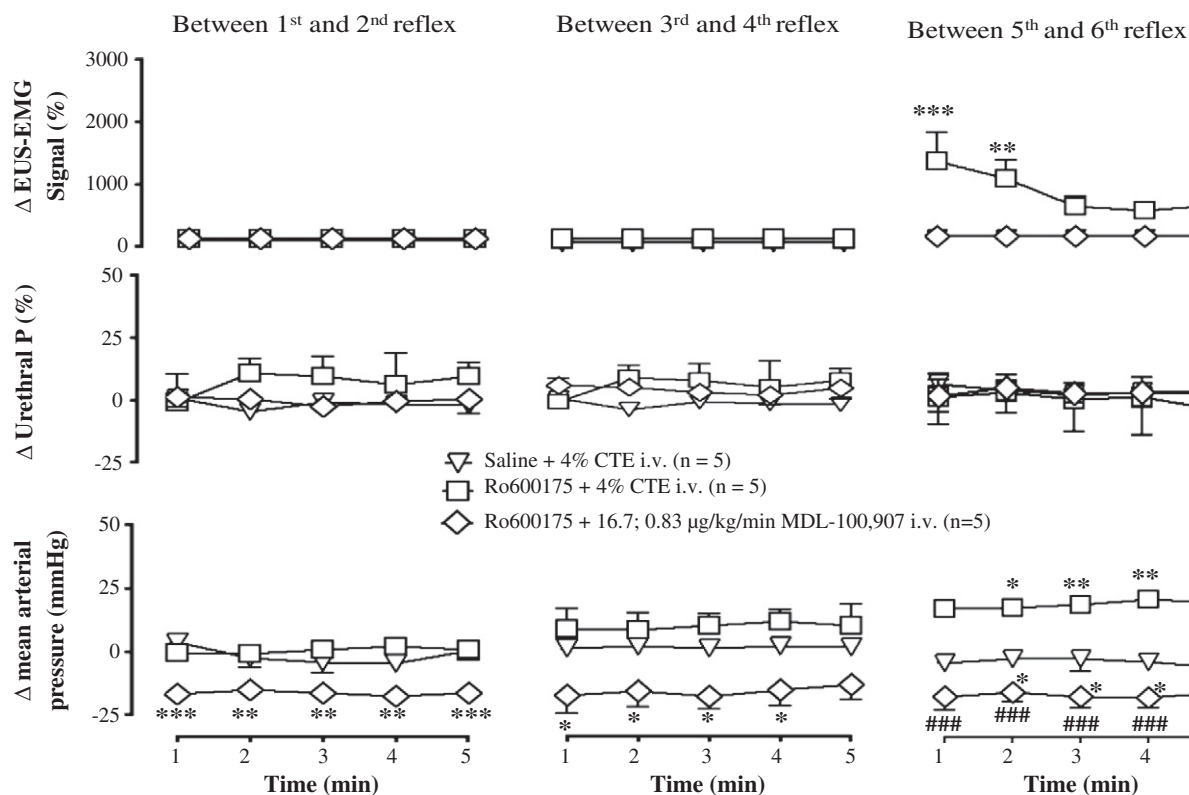 Between 1st and 2nd reflex
Between 3rd and 4th reflex
Between 5th and 6th reflex
Δ EUS-EMG
Signal (%)
3000
2000
1000
0
***
**
Δ Urethral P (%)
50
25
0
-25
Saline + 4% CTE i.v. (n = 5)
Ro600175 + 4% CTE i.v. (n = 5)
Ro600175 + 16.7; 0.83 µg/kg/min MDL-100,907 i.v. (n=5)
Δ mean arterial
pressure (mmHg)
50
25
0
-25
*** ** ** ** ***
* * * *
* ** **
* * *
### ### ### ###
1 2 3 4 5
1 2 3 4 5
1 2 3 4
Time (min)
Time (min)
Time (min)